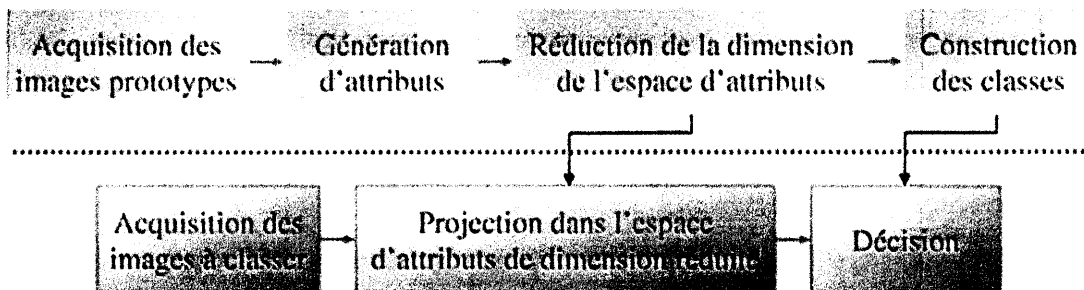 Acquisition des
images prototypes
Génération
d'attributs
Réduction de la dimension
de l'espace d'attributs
Construction
des classes
Acquisition des
images à classer
Projection dans l'espace
d'attributs de dimension réduite
Décision